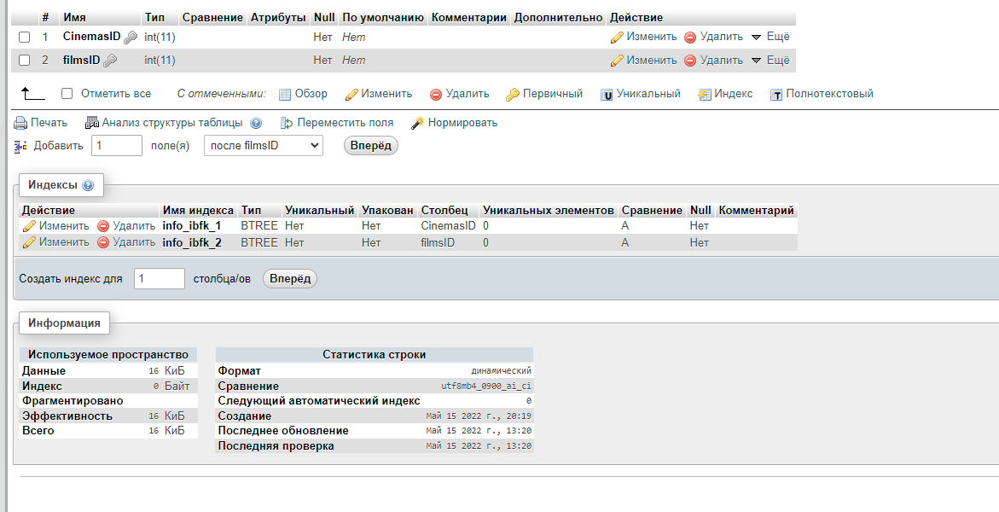 # Имя Тип Сравнение Атрибуты Null По умолчанию Комментарии Дополнительно Действие
1 CinemasID int(11) Нет Нет Изменить Удалить Ещё
2 filmsID int(11) Нет Нет Изменить Удалить Ещё
Отметить все С отмеченными: Обзор Изменить Удалить Первичный Уникальный Индекс Полнотекстовый
Печать Анализ структуры таблицы Переместить поля Нормировать
Добавить 1 поле(я) после filmsID Вперёд
Индексы
Действие Имя индекса Тип Уникальный Упакован Столбец Уникальных элементов Сравнение Null Комментарий
Изменить Удалить info_ibfk_1 BTREE Нет Нет CinemasID 0 A Нет
Изменить Удалить info_ibfk_2 BTREE Нет Нет filmsID 0 A Нет
Создать индекс для 1 столбца/ов Вперёд
Информация
Используемое пространство
Данные 16 КиБ
Индекс 0 Байт
Фрагментировано
Эффективность 16 КиБ
Всего 16 КиБ
Статистика строки
Формат динамический
Сравнение utf8mb4_0900_ai_ci
Следующий автоматический индекс 0
Создание Май 15 2022 г., 20:19
Последнее обновление Май 15 2022 г., 13:20
Последняя проверка Май 15 2022 г., 13:20